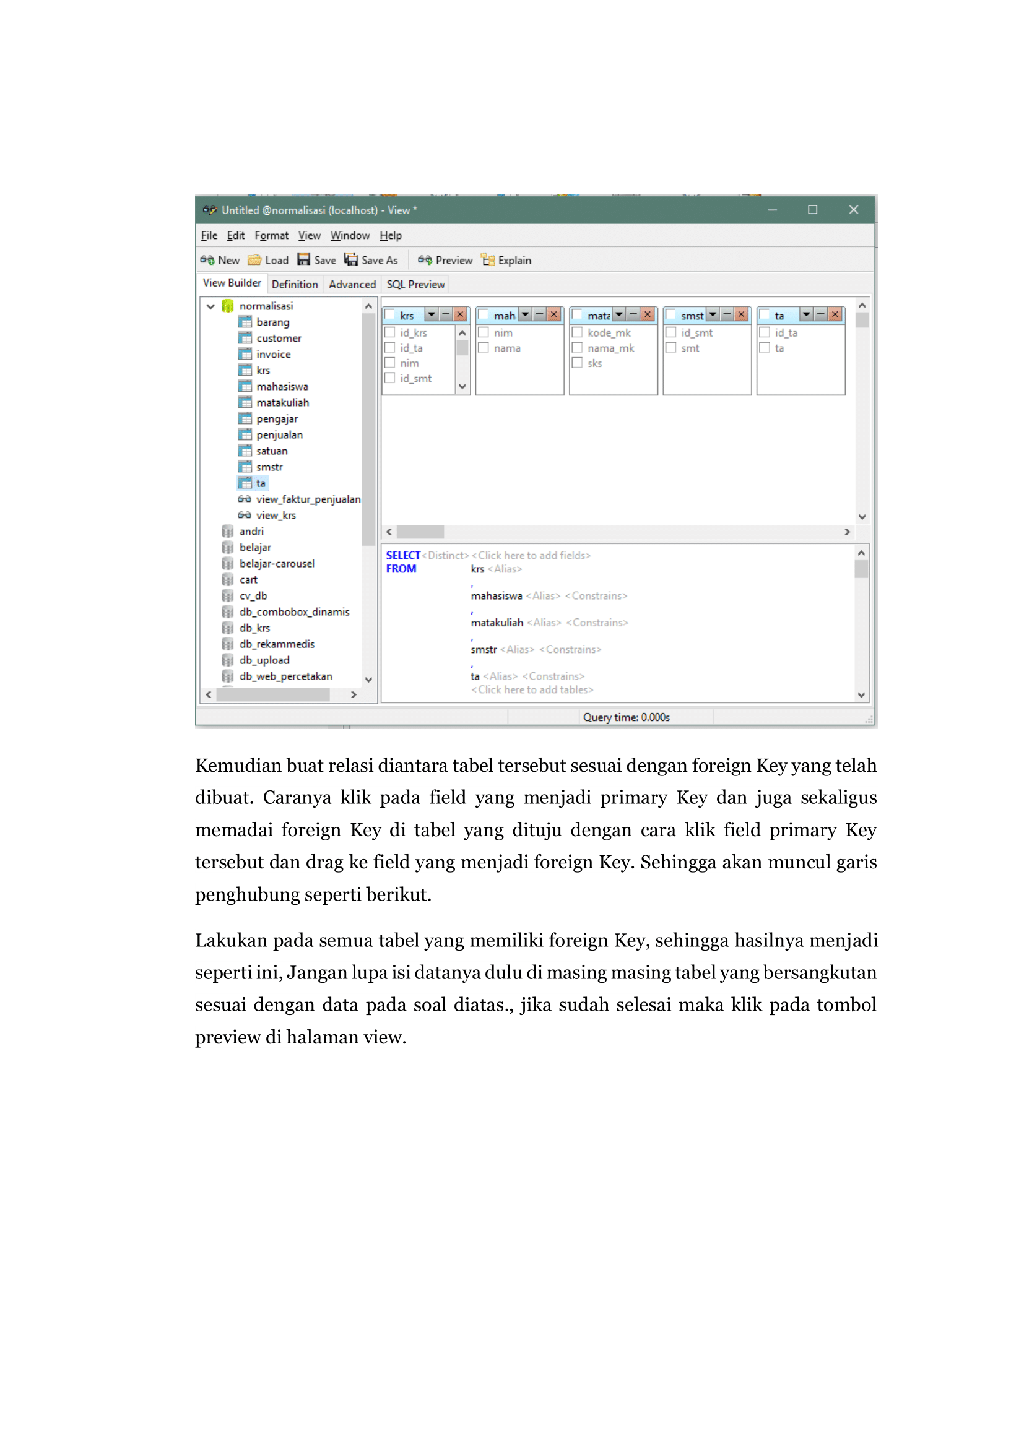 Untitled @normalisasi (localhost) - View *
File Edit Format View Window Help
New Load Save Save As Preview Explain
View Builder Definition Advanced SQL Preview
normalisasi
barang
customer
invoice
krs
mahasiswa
matakuliah
pengajar
penjualan
satuan
smstr
ta
view_faktur_penjualan
view_krs
andri
belajar
belajar-carousel
cart
cv_db
db_combobox_dinamis
db_krs
db_rekammedis
db_upload
db_web_percetakan
krs
id_krs
id_ta
nim
id_smt
mah
nim
nama
mata
kode_mk
nama_mk
sks
smst
id_smt
smt
ta
id_ta
ta
SELECT <Distinct> <Click here to add fields>
FROM krs <Alias>
,
mahasiswa <Alias> <Constrains>
,
matakuliah <Alias> <Constrains>
,
smstr <Alias> <Constrains>
,
ta <Alias> <Constrains>
<Click here to add tables>
Query time: 0.000s
Kemudian buat relasi diantara tabel tersebut sesuai dengan foreign Key yang telah
dibuat. Caranya klik pada field yang menjadi primary Key dan juga sekaligus
memadai foreign Key di tabel yang dituju dengan cara klik field primary Key
tersebut dan drag ke field yang menjadi foreign Key. Sehingga akan muncul garis
penghubung seperti berikut.
Lakukan pada semua tabel yang memiliki foreign Key, sehingga hasilnya menjadi
seperti ini, Jangan lupa isi datanya dulu di masing masing tabel yang bersangkutan
sesuai dengan data pada soal diatas., jika sudah selesai maka klik pada tombol
preview di halaman view.